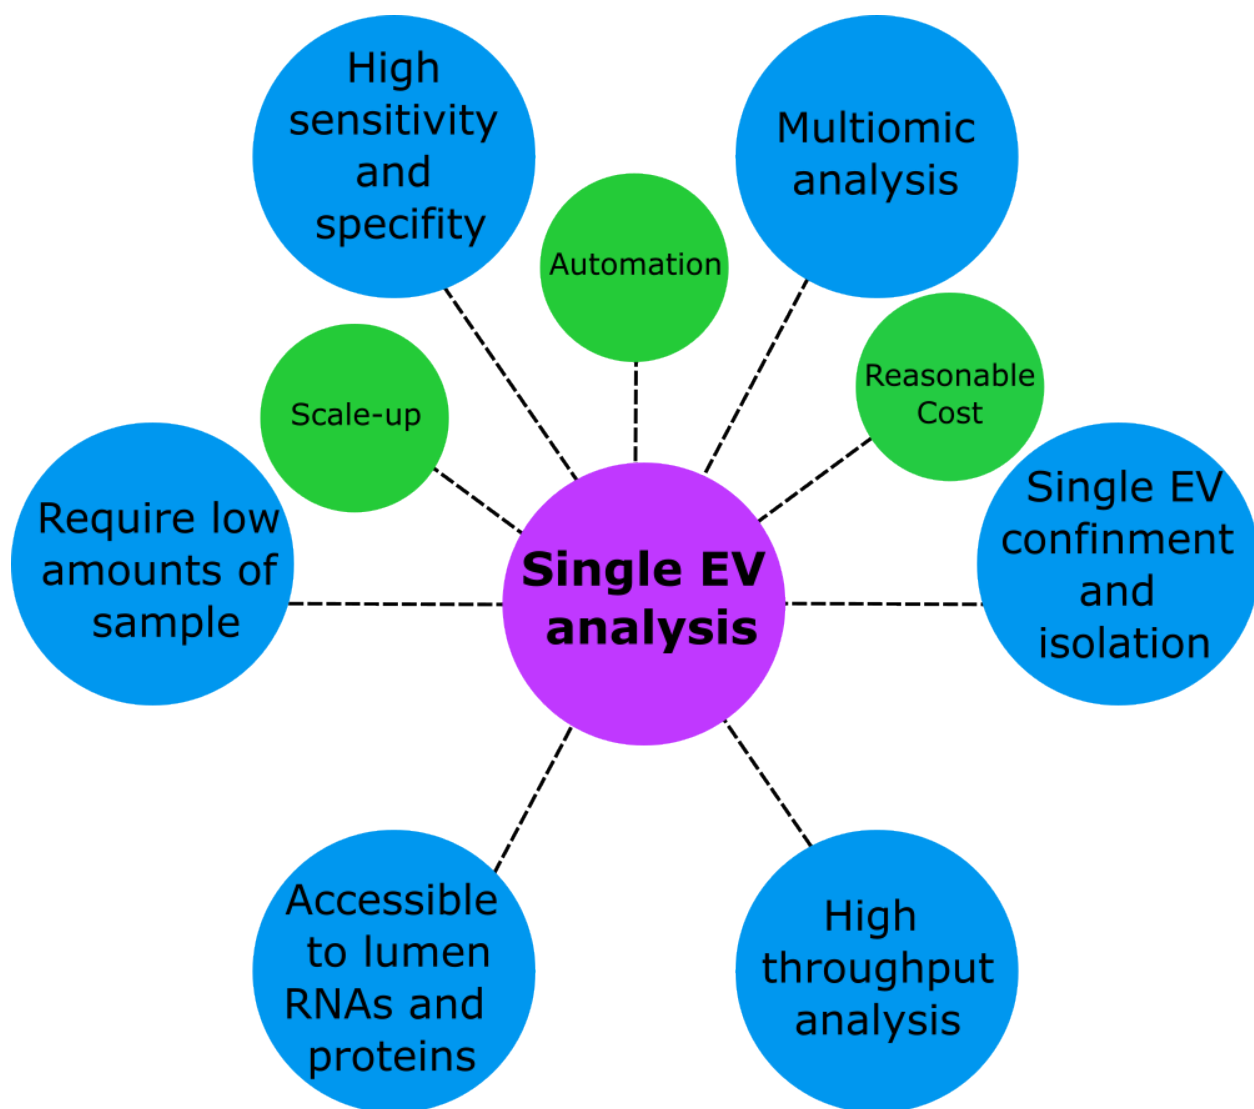 High
sensitivity
and
specifity
Multiomic
analysis
Automation
Reasonable
Cost
Scale-up
Require low
amounts of
sample
Single EV
analysis
Single EV
confinment
and
isolation
Accessible
to lumen
RNAs and
proteins
High
throughput
analysis